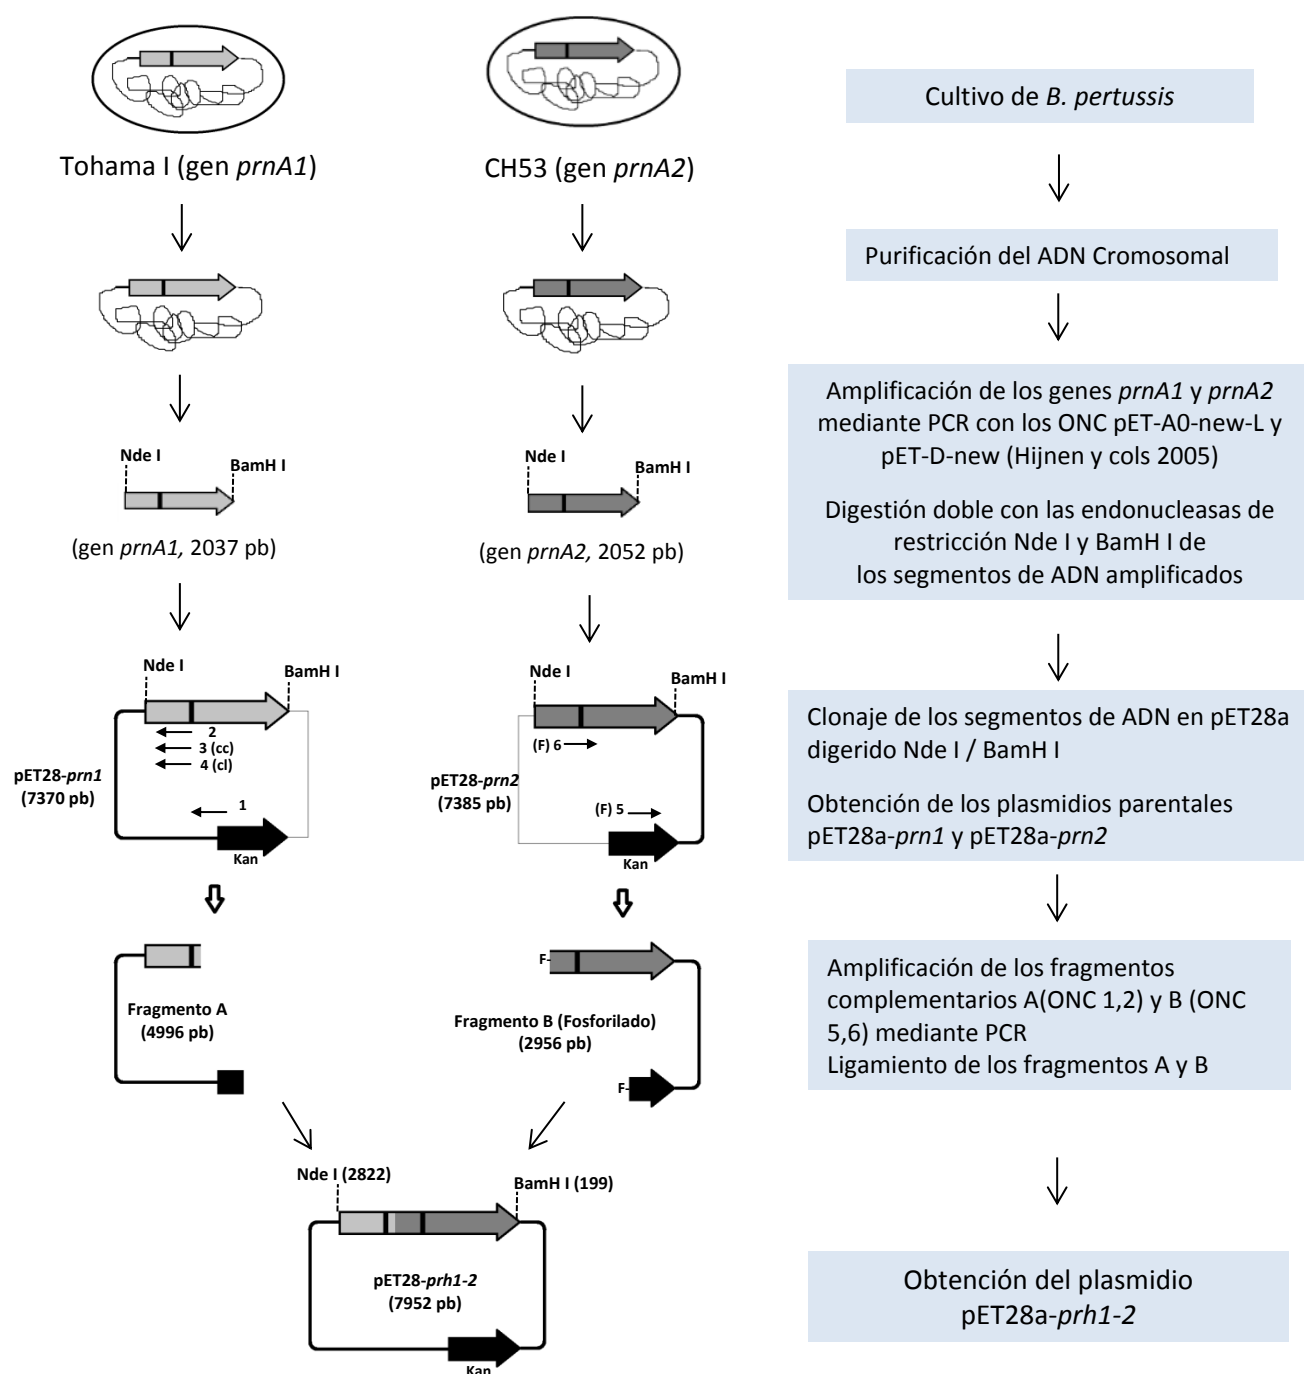 Tohama I (gen prnA1)
CH53 (gen prnA2)
Cultivo de B. pertussis
Purificación del ADN Cromosomal
Nde I
BamH I
(gen prnA1, 2037 pb)
Nde I
BamH I
(gen prnA2, 2052 pb)
Amplificación de los genes prnA1 y prnA2
mediante PCR con los ONC pET-A0-new-L y
pET-D-new (Hijnen y cols 2005)
Digestión doble con las endonucleasas de
restricción Nde I y BamH I de
los segmentos de ADN amplificados
Nde I
BamH I
2
3 (cc)
4 (cl)
pET28-prn1
(7370 pb)
1
Kan
Nde I
BamH I
(F) 6
pET28-prn2
(7385 pb)
(F) 5
Kan
Clonaje de los segmentos de ADN en pET28a
digerido Nde I / BamH I
Obtención de los plasmidios parentales
pET28a-prn1 y pET28a-prn2
Fragmento A
(4996 pb)
F-
Fragmento B (Fosforilado)
(2956 pb)
F-
Amplificación de los fragmentos
complementarios A(ONC 1,2) y B (ONC
5,6) mediante PCR
Ligamiento de los fragmentos A y B
Nde I (2822)
BamH I (199)
pET28-prh1-2
(7952 pb)
Kan
Obtención del plasmidio
pET28a-prh1-2